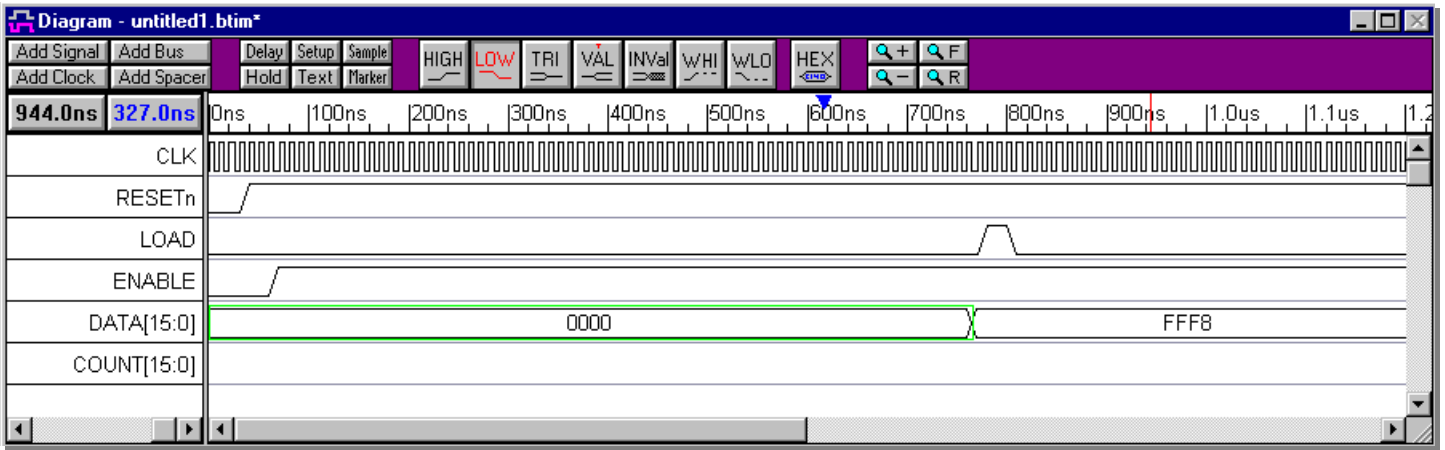 Diagram - untitled1.btim*
Add Signal Add Bus Delay Setup Sample HIGH LOW TRI VAL INVal WHI WLO HEX + F
Add Clock Add Spacer Hold Text Marker - R
944.0ns 327.0ns 0ns 100ns 200ns 300ns 400ns 500ns 600ns 700ns 800ns 900ns 1.0us 1.1us 1.2
CLK
RESETn
LOAD
ENABLE
DATA[15:0] 0000 FFF8
COUNT[15:0]